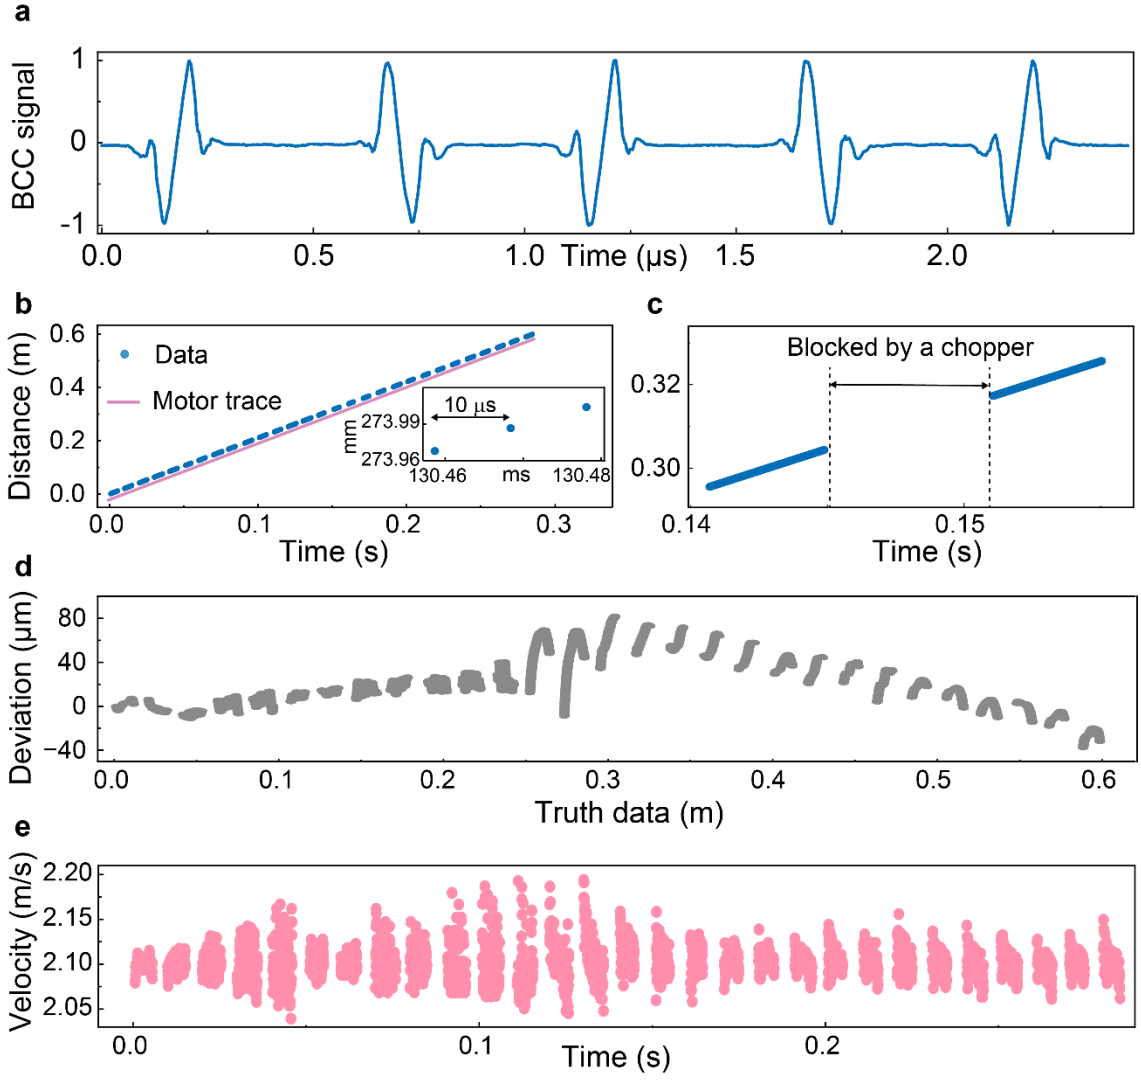 a
BCC signal
1
0
-1
0.0 0.5 1.0 Time (µs) 1.5 2.0
b
Distance (m)
0.6
0.4
0.2
0.0
Data
Motor trace
10 µs
mm
273.99
273.96
130.46 ms 130.48
0.0 0.1 0.2 0.3
Time (s)
c
Blocked by a chopper
0.32
0.30
0.14 0.15
Time (s)
d
Deviation (µm)
80
40
0
−40
0.0 0.1 0.2 0.3 0.4 0.5 0.6
Truth data (m)
e
Velocity (m/s)
2.20
2.15
2.10
2.05
0.0 0.1 0.2
Time (s)